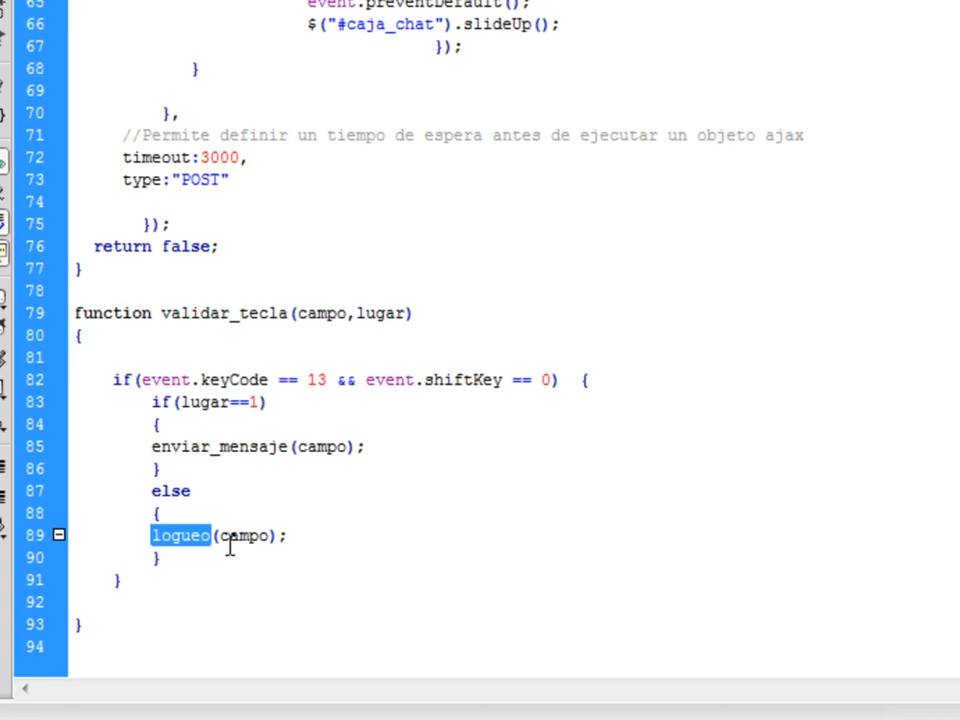 65 event.preventDefault();
66 $("#caja_chat").slideUp();
67 });
68 }
69
70 },
71 //Permite definir un tiempo de espera antes de ejecutar un objeto ajax
72 timeout:3000,
73 type:"POST"
74
75 });
76 return false;
77 }
78
79 function validar_tecla(campo,lugar)
80 {
81
82 if(event.keyCode == 13 && event.shiftKey == 0) {
83 if(lugar==1)
84 {
85 enviar_mensaje(campo);
86 }
87 else
88 {
89 logueo(campo);
90 }
91 }
92
93 }
94